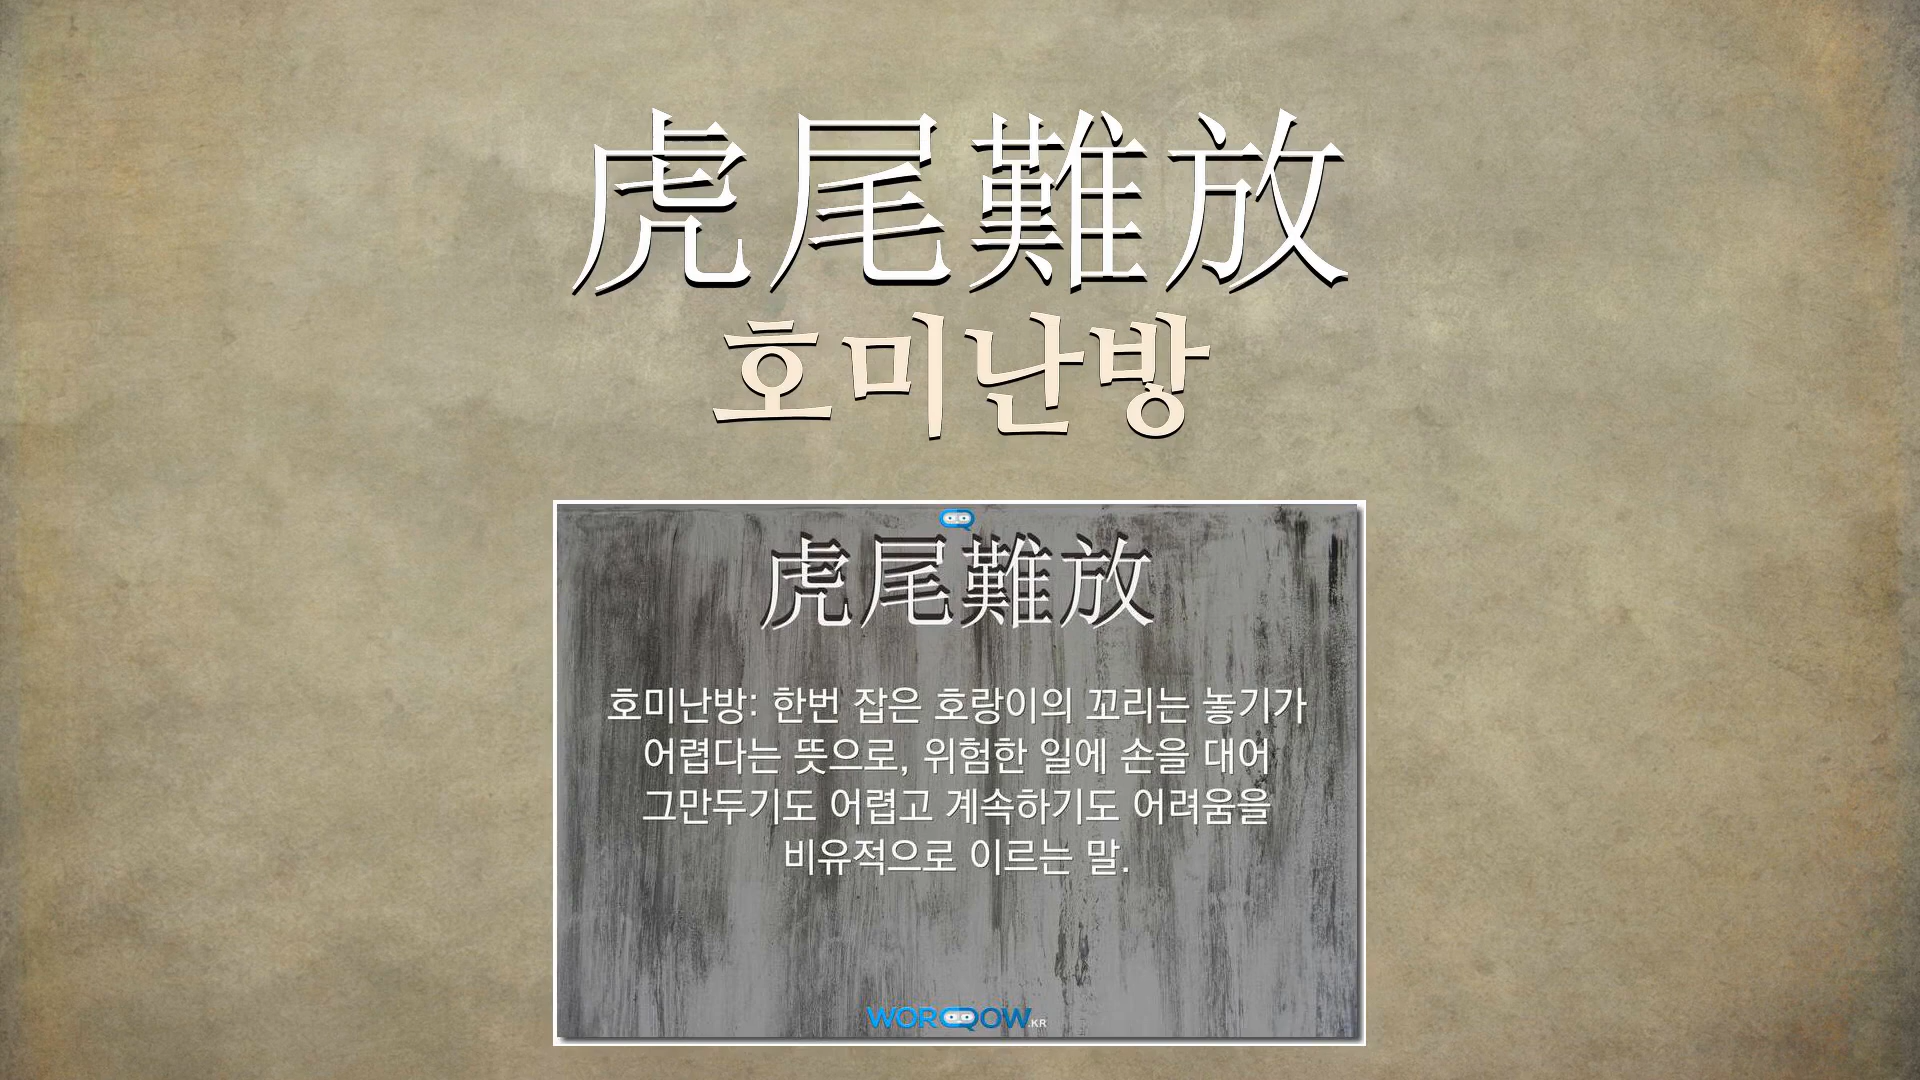 虎尾難放
호미난방
虎尾難放
호미난방: 한번 잡은 호랑이의 꼬리는 놓기가
어렵다는 뜻으로, 위험한 일에 손을 대어
그만두기도 어렵고 계속하기도 어려움을
비유적으로 이르는 말.
WORQOW.KR